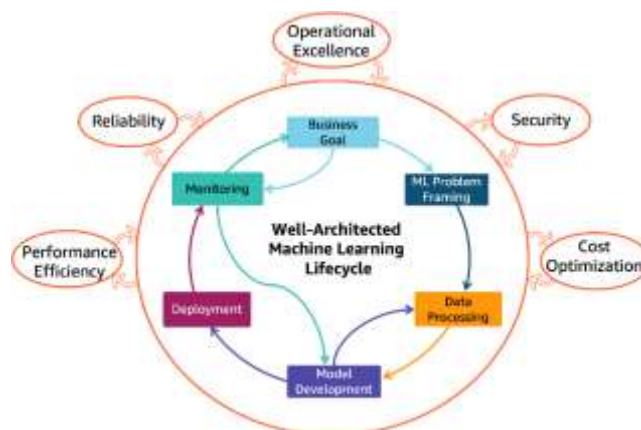 Operational
Excellence
Reliability
Security
Business
Goal
Monitoring
ML Problem
Framing
Well-Architected
Machine Learning
Lifecycle
Performance
Efficiency
Cost
Optimization
Deployment
Data
Processing
Model
Development